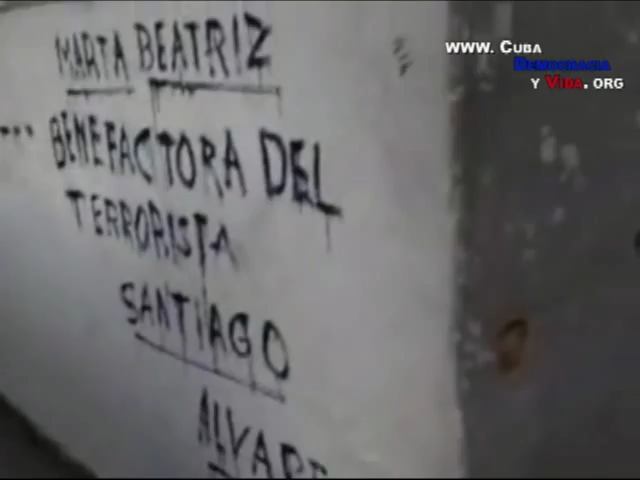 MARTA BEATRIZ
BENEFACTORA DEL
TERRORISTA
SANTIAGO
WWW. CUBA
DEMOCRACIA
Y VIDA. ORG